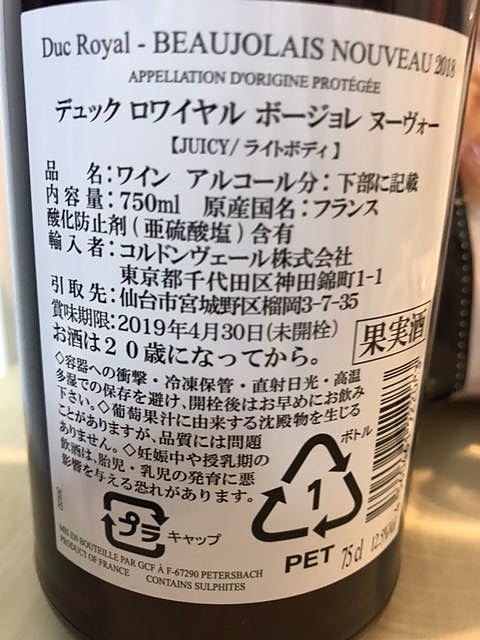 Duc Royal - BEAUJOLAIS NOUVEAU 2018
APPELLATION D'ORIGINE PROTÉGÉE
デュック ロワイヤル ボージョレ ヌーヴォー
【JUICY/ライトボディ】
品 名:ワイン アルコール分:下部に記載
内容量:750ml 原産国名:フランス
酸化防止剤(亜硫酸塩)含有
輸入者:コルドンヴェール株式会社
東京都千代田区神田錦町1-1
引取先:仙台市宮城野区榴岡3-7-35
賞味期限:2019年4月30日(未開栓)
お酒は20歳になってから。
果実酒
◇容器への衝撃・冷凍保管・直射日光・高温
多湿での保存を避け、開栓後はお早めにお飲み
下さい。◇葡萄果汁に由来する沈殿物を生じる
ことがありますが、品質には問題
ありません。◇妊娠中や授乳期の
飲酒は、胎児・乳児の発育に悪
影響を与える恐れがあります。
ボトル
1
PET
プラ
キャップ
75 cl
MIS EN BOUTEILLE PAR GCF À F-67290 PETERSBACH
PRODUCT OF FRANCE CONTAINS SULPHITES